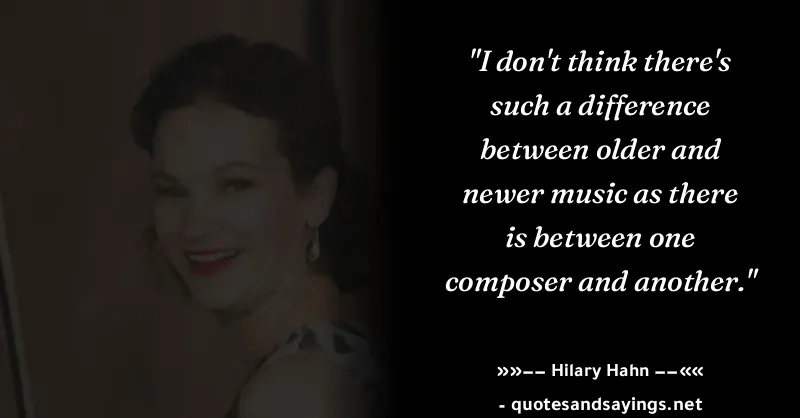 "I don't think there's
such a difference
between older and
newer music as there
is between one
composer and another."
»»−− Hilary Hahn −−««
- quotesandsayings.net